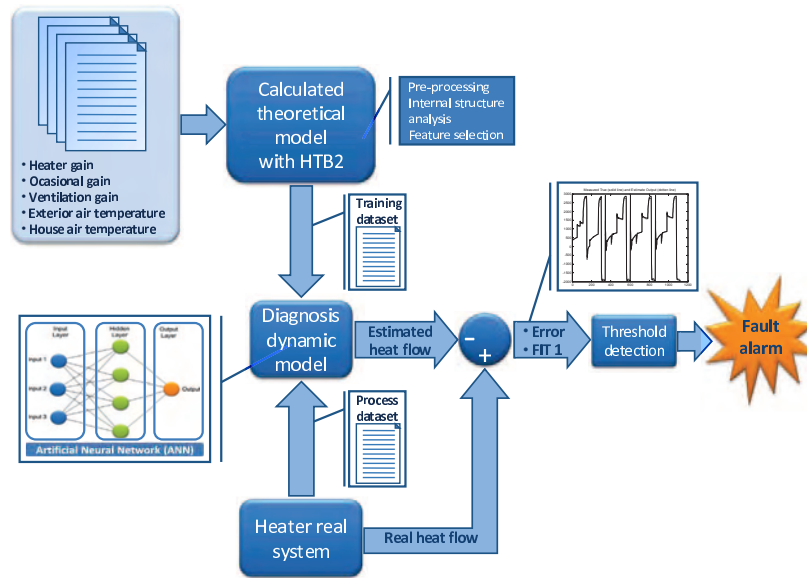 • Heater gain
• Ocasional gain
• Ventilation gain
• Exterior air temperature
• House air temperature
Calculated
theoretical
model
with HTB2
Pre-processing
Internal structure
analysis
Feature selection
Training
dataset
Measured
Input
Layer
Hidden
Layer
Output
Layer
Input 1
Input 2
Input 3
Output
Artificial Neural Network (ANN)
Diagnosis
dynamic
model
Estimated
heat flow
-
+
• Error
• FIT 1
Threshold
detection
Fault
alarm
Process
dataset
Heater real
system
Real heat flow